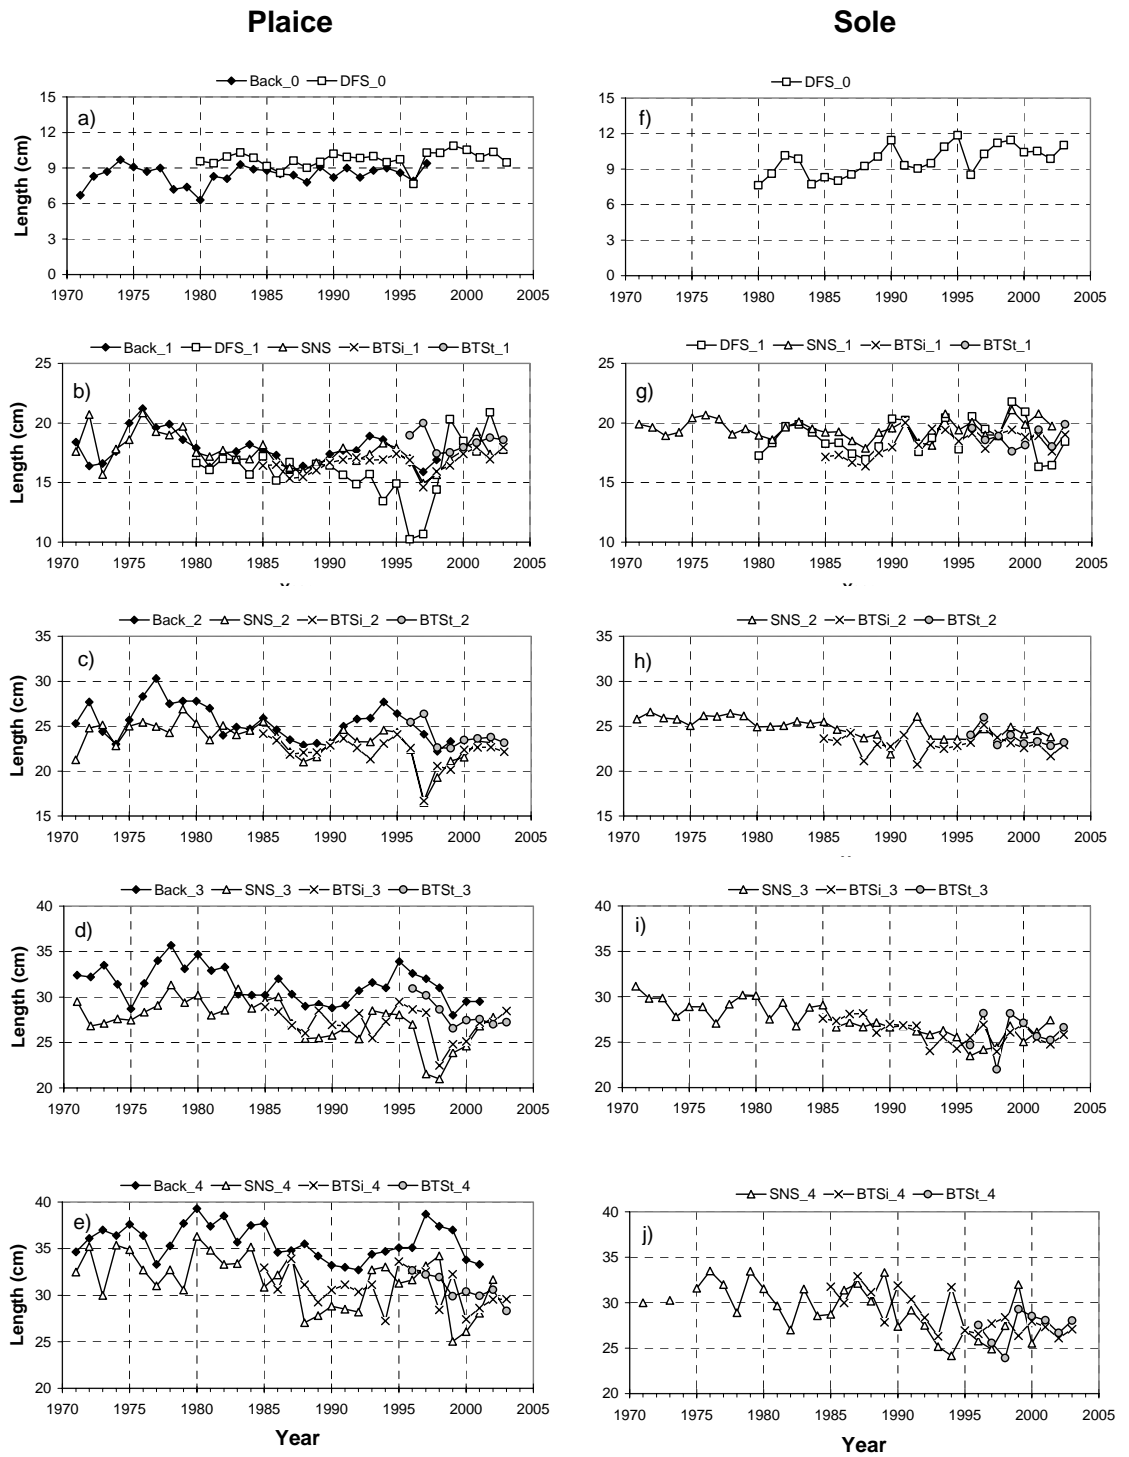 Plaice Sole
Back_0 DFS_0
DFS_0
15
12
9
6
3
0
a)
Length (cm)
1970 1975 1980 1985 1990 1995 2000 2005
15
12
9
6
3
0
f)
1970 1975 1980 1985 1990 1995 2000 2005
Back_1 DFS_1 SNS BTSi_1 BTSt_1
DFS_1 SNS_1 BTSi_1 BTSt_1
25
20
15
10
b)
Length (cm)
1970 1975 1980 1985 1990 1995 2000 2005
25
20
15
10
g)
1970 1975 1980 1985 1990 1995 2000 2005
Back_2 SNS_2 BTSi_2 BTSt_2
SNS_2 BTSi_2 BTSt_2
35
30
25
20
15
c)
Length (cm)
1970 1975 1980 1985 1990 1995 2000 2005
35
30
25
20
15
h)
1970 1975 1980 1985 1990 1995 2000 2005
Back_3 SNS_3 BTSi_3 BTSt_3
SNS_3 BTSi_3 BTSt_3
40
35
30
25
20
d)
Length (cm)
1970 1975 1980 1985 1990 1995 2000 2005
40
35
30
25
20
i)
1970 1975 1980 1985 1990 1995 2000 2005
Back_4 SNS_4 BTSi_4 BTSt_4
SNS_4 BTSi_4 BTSt_4
40
35
30
25
20
e)
Length (cm)
1970 1975 1980 1985 1990 1995 2000 2005
Year
40
35
30
25
20
j)
1970 1975 1980 1985 1990 1995 2000 2005
Year